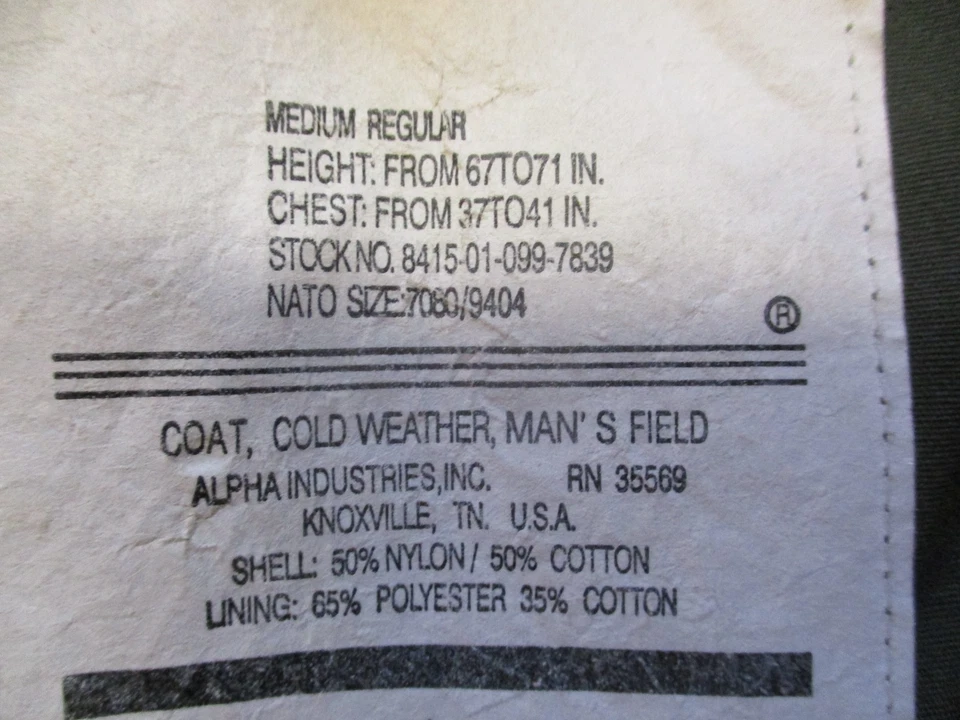 MEDIUM REGULAR
HEIGHT: FROM 67TO71 IN.
CHEST: FROM 37TO41 IN.
STOCK NO. 8415-01-099-7839
NATO SIZE:7080/9404
®
COAT, COLD WEATHER, MAN' S FIELD
ALPHA INDUSTRIES,INC. RN 35569
KNOXVILLE, TN. U.S.A.
SHELL: 50% NYLON / 50% COTTON
LINING: 65% POLYESTER 35% COTTON